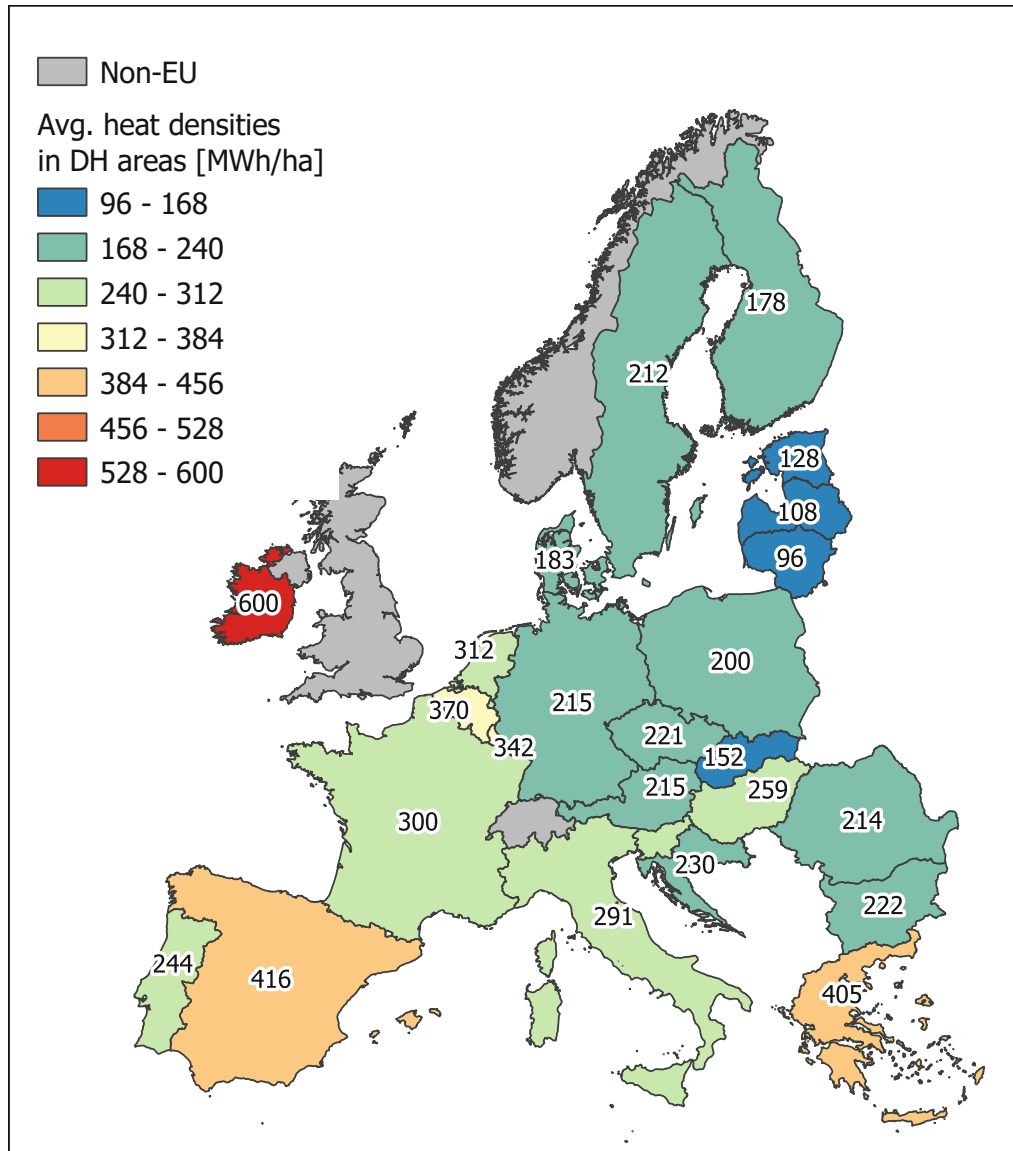 Non-EU
Avg. heat densities
in DH areas [MWh/ha]
96 - 168
168 - 240
240 - 312
312 - 384
384 - 456
456 - 528
528 - 600
178
212
128
108
96
183
600
312
200
370
215
342
221
152
215
259
300
214
230
222
291
244
416
405